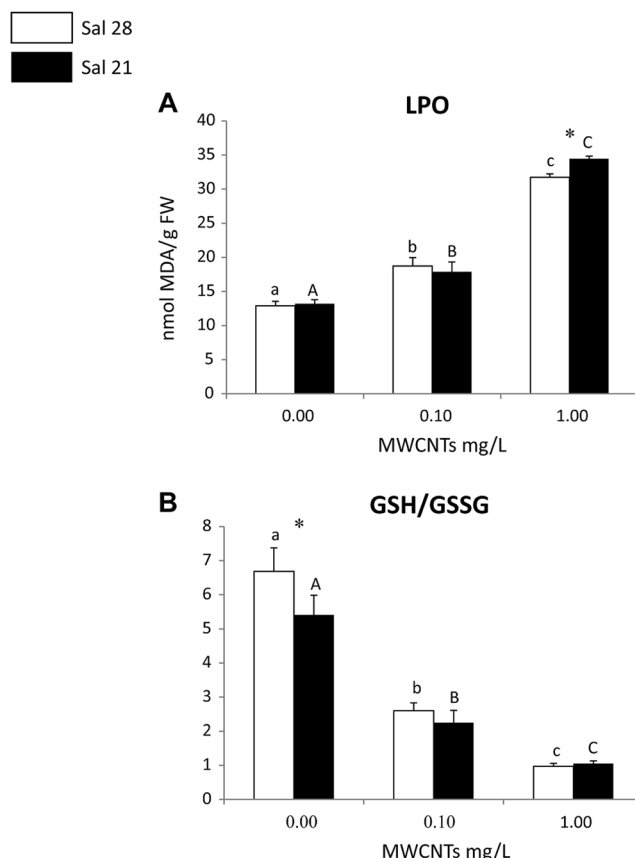 Sal 28
Sal 21
A
LPO
nmol MDA/g FW
40
35
30
25
20
15
10
5
0
a
A
b
B
*
c
C
0.00 0.10 1.00
MWCNTs mg/L
B
GSH/GSSG
8
7
6
5
4
3
2
1
0
a
*
A
b
B
c
C
0.00 0.10 1.00
MWCNTs mg/L